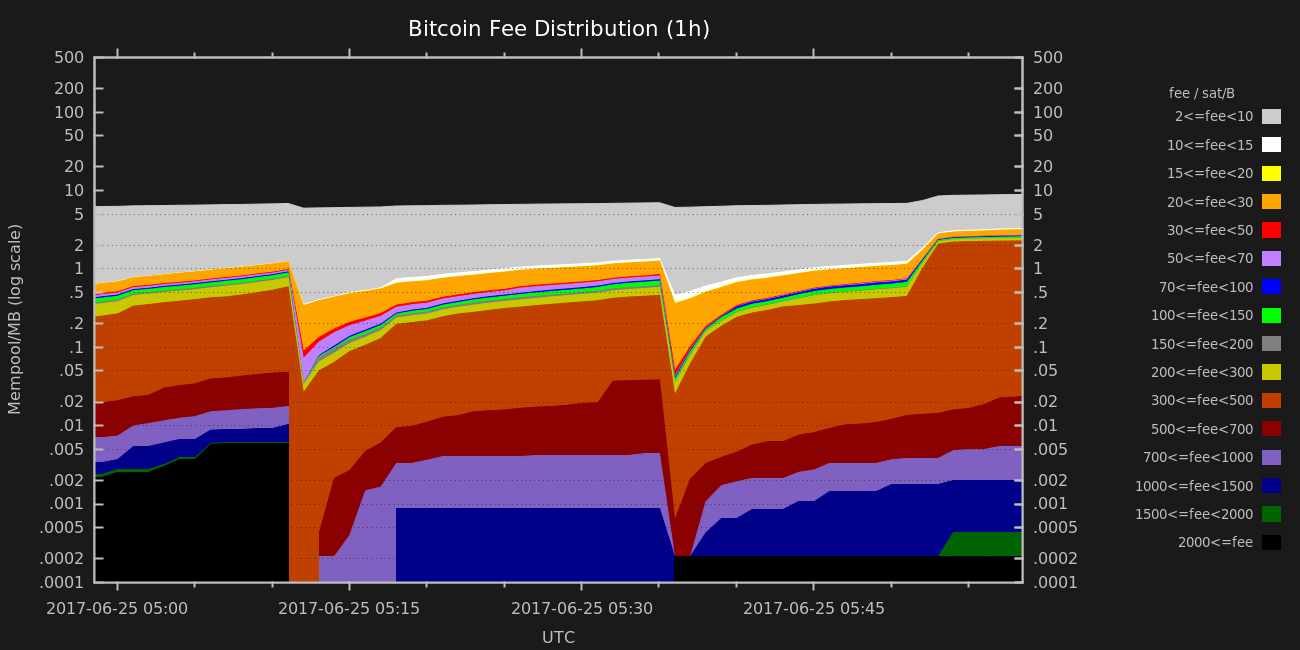 Bitcoin Fee Distribution (1h)
500 500
200 200
100 100
50 50
20 20
10 10
5 5
2 2
1 1
.5 .5
.2 .2
.1 .1
.05 .05
.02 .02
.01 .01
.005 .005
.002 .002
.001 .001
.0005 .0005
.0002 .0002
.0001 .0001
Mempool/MB (log scale)
2017-06-25 05:00 2017-06-25 05:15 2017-06-25 05:30 2017-06-25 05:45
UTC
fee / sat/B
2<=fee<10
10<=fee<15
15<=fee<20
20<=fee<30
30<=fee<50
50<=fee<70
70<=fee<100
100<=fee<150
150<=fee<200
200<=fee<300
300<=fee<500
500<=fee<700
700<=fee<1000
1000<=fee<1500
1500<=fee<2000
2000<=fee